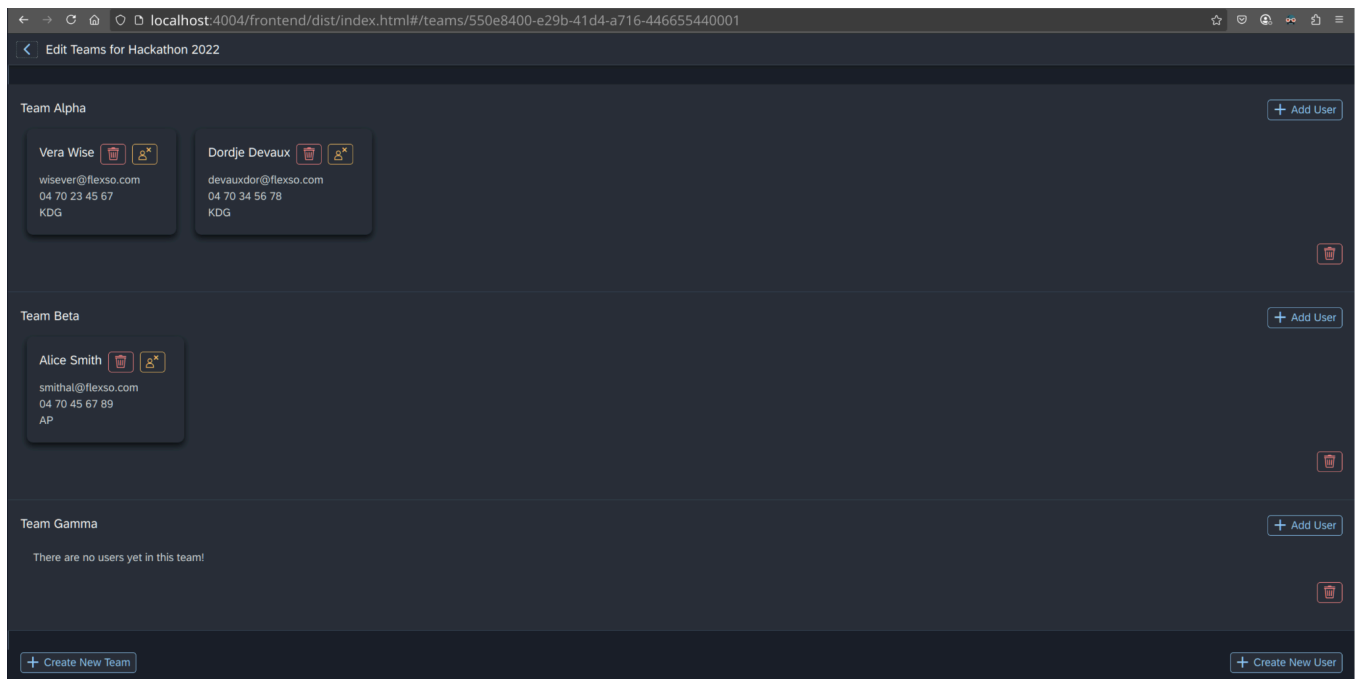 localhost:4004/frontend/dist/index.html#/teams/550e8400-e29b-41d4-a716-446655440001
Edit Teams for Hackathon 2022
Team Alpha
Add User
Vera Wise
wisever@flexso.com
04 70 23 45 67
KDG
Dordje Devaux
devauxdor@flexso.com
04 70 34 56 78
KDG
Team Beta
Add User
Alice Smith
smithal@flexso.com
04 70 45 67 89
AP
Team Gamma
Add User
There are no users yet in this team!
Create New Team
Create New User